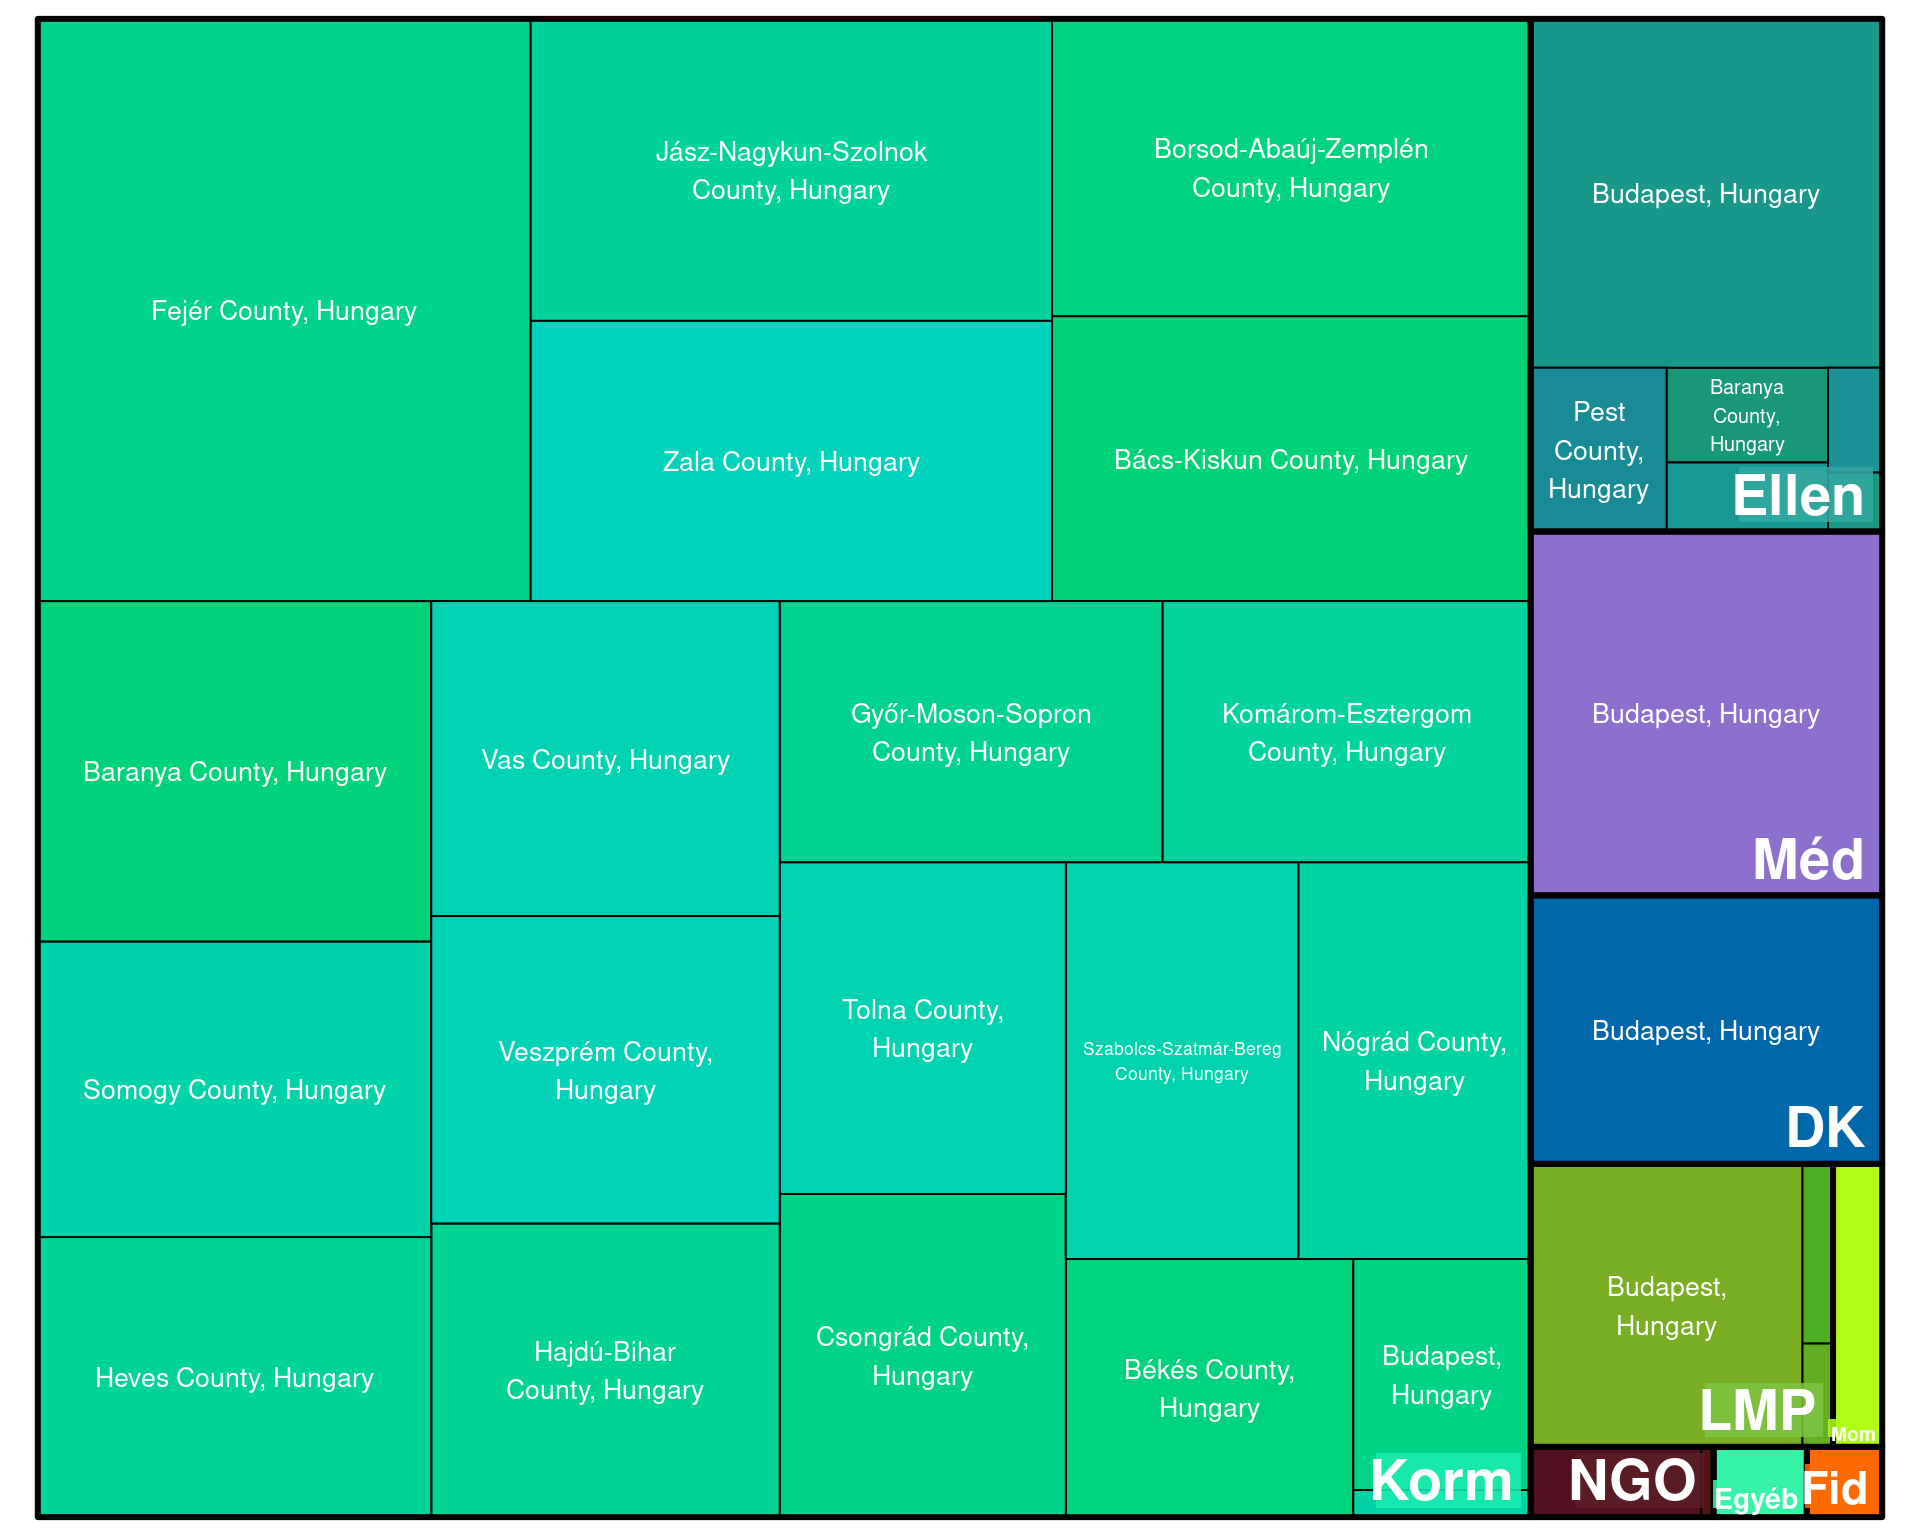 Fejér County, Hungary
Jász-Nagykun-Szolnok
County, Hungary
Borsod-Abaúj-Zemplén
County, Hungary
Zala County, Hungary
Bács-Kiskun County, Hungary
Baranya County, Hungary
Vas County, Hungary
Győr-Moson-Sopron
County, Hungary
Komárom-Esztergom
County, Hungary
Somogy County, Hungary
Veszprém County,
Hungary
Tolna County,
Hungary
Szabolcs-Szatmár-Bereg
County, Hungary
Nógrád County,
Hungary
Heves County, Hungary
Hajdú-Bihar
County, Hungary
Csongrád County,
Hungary
Békés County,
Hungary
Budapest,
Hungary
Korm
Budapest, Hungary
Pest
County,
Hungary
Baranya
County,
Hungary
Ellen
Budapest, Hungary
Méd
Budapest, Hungary
DK
Budapest,
Hungary
LMP
Mom
NGO
Egyéb
Fid